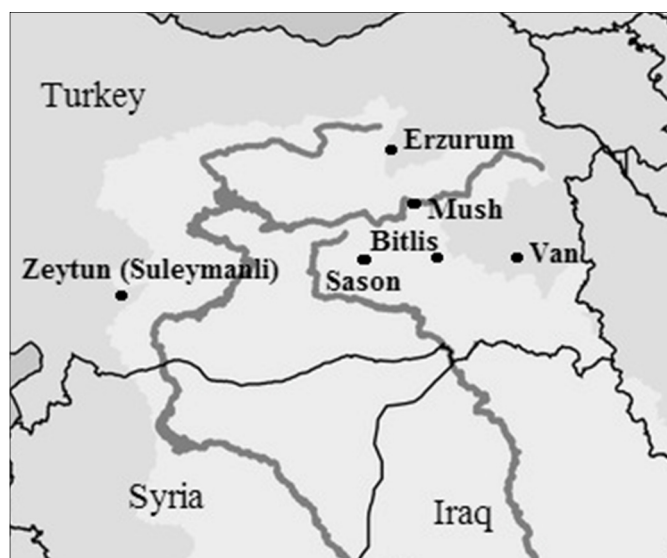 Turkey
Erzurum
Mush
Bitlis
Van
Zeytun (Suleymanli)
Sason
Syria
Iraq